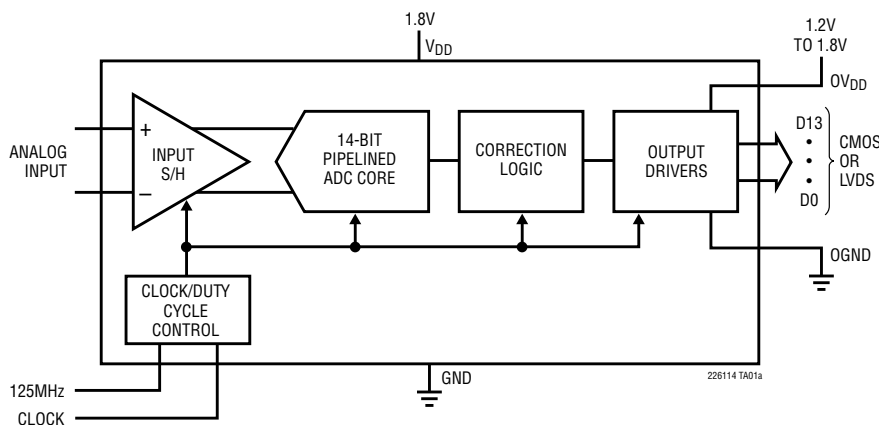 1.8V
VDD
1.2V
TO 1.8V
OVDD
ANALOG
INPUT
+
–
INPUT
S/H
14-BIT
PIPELINED
ADC CORE
CORRECTION
LOGIC
OUTPUT
DRIVERS
D13
•
•
•
D0
CMOS
OR
LVDS
OGND
CLOCK/DUTY
CYCLE
CONTROL
GND
226114 TA01a
125MHz
CLOCK